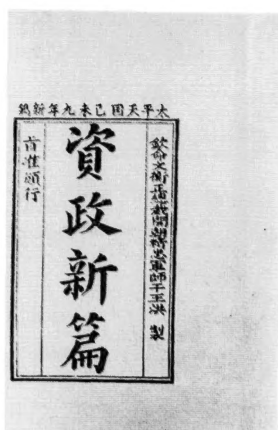 太平天囯己未九年新鐫
欽命文衡正總裁開朝精忠軍師干王洪 製
資政新篇
旨准頒行